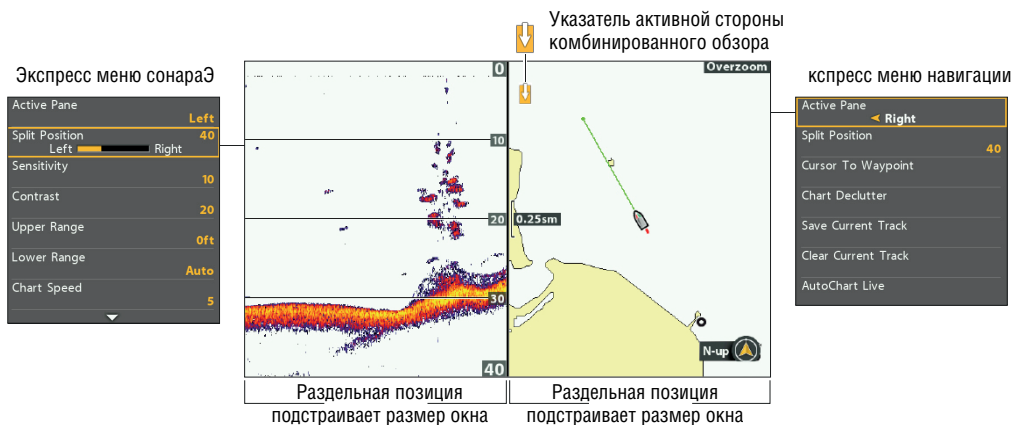 Указатель активной стороны
комбинированного обзора
Экспресс меню сонараЭ
кспресс меню навигации
Active Pane
Left
Split Position 40
Left Right
Sensitivity
10
Contrast
20
Upper Range
0ft
Lower Range
Auto
Chart Speed
5
0
10
20
30
40
Overzoom
0.25sm
N-up
Active Pane
Right
Split Position
40
Cursor To Waypoint
Chart Declutter
Save Current Track
Clear Current Track
AutoChart Live
Раздельная позиция
подстраивает размер окна
Раздельная позиция
подстраивает размер окна